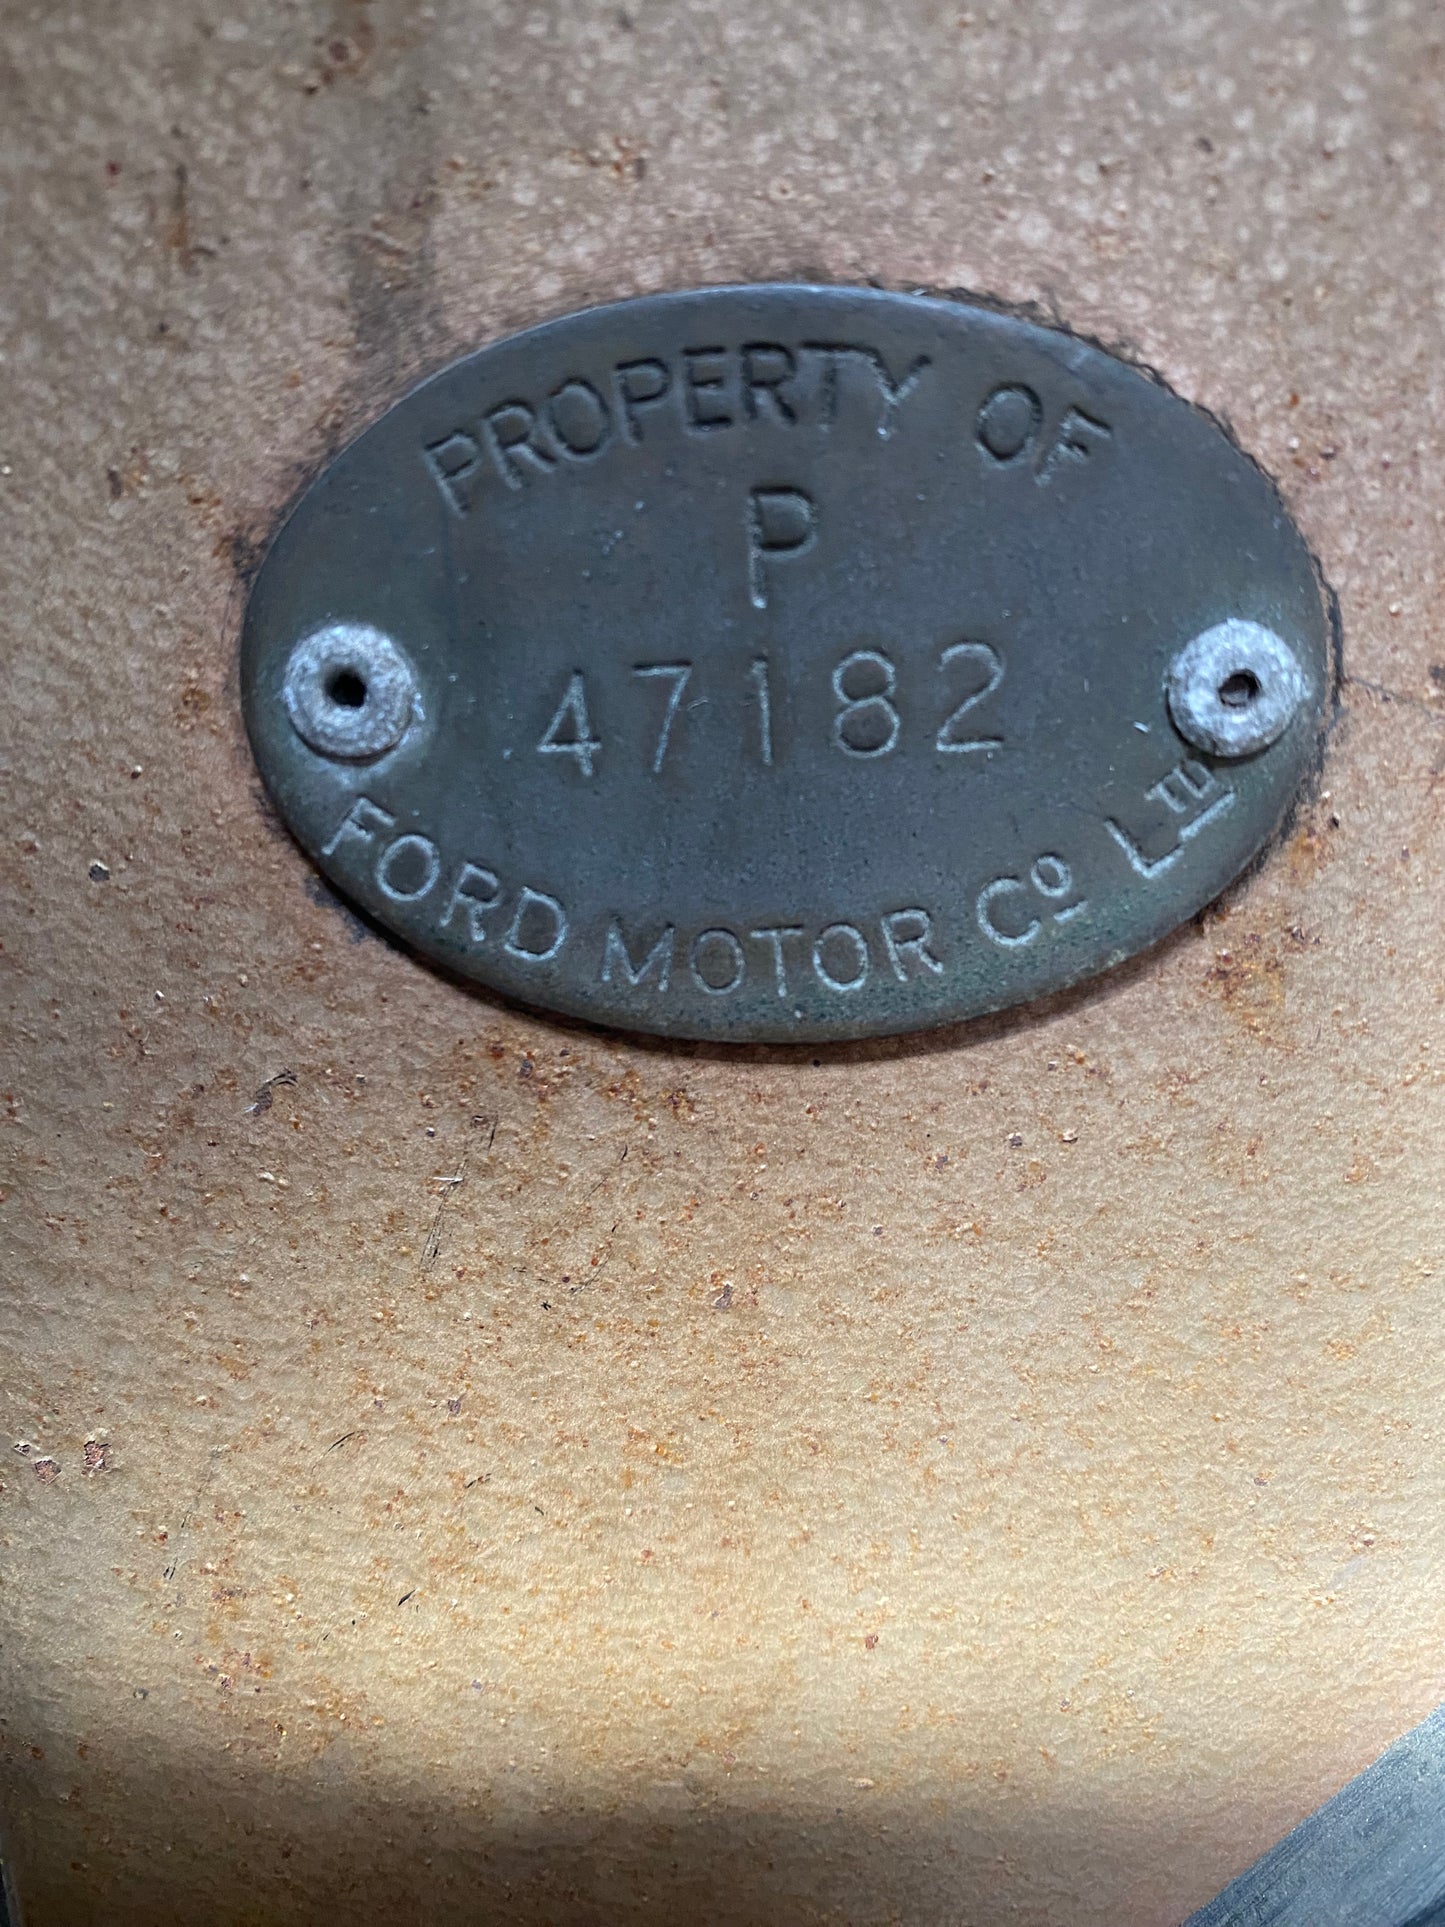 PROPERTY OF
P
47182
FORD MOTOR Cº LTD